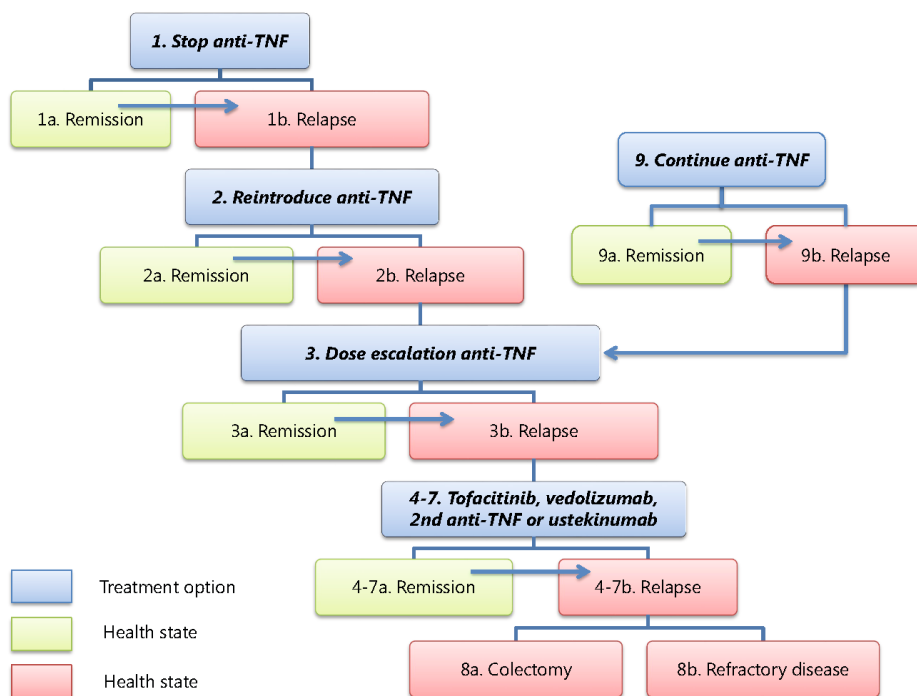 1. Stop anti-TNF
1a. Remission
1b. Relapse
9. Continue anti-TNF
2. Reintroduce anti-TNF
2a. Remission
2b. Relapse
9a. Remission
9b. Relapse
3. Dose escalation anti-TNF
3a. Remission
3b. Relapse
4-7. Tofacitinib, vedolizumab,
2nd anti-TNF or ustekinumab
4-7a. Remission
4-7b. Relapse
8a. Colectomy
8b. Refractory disease
Treatment option
Health state
Health state